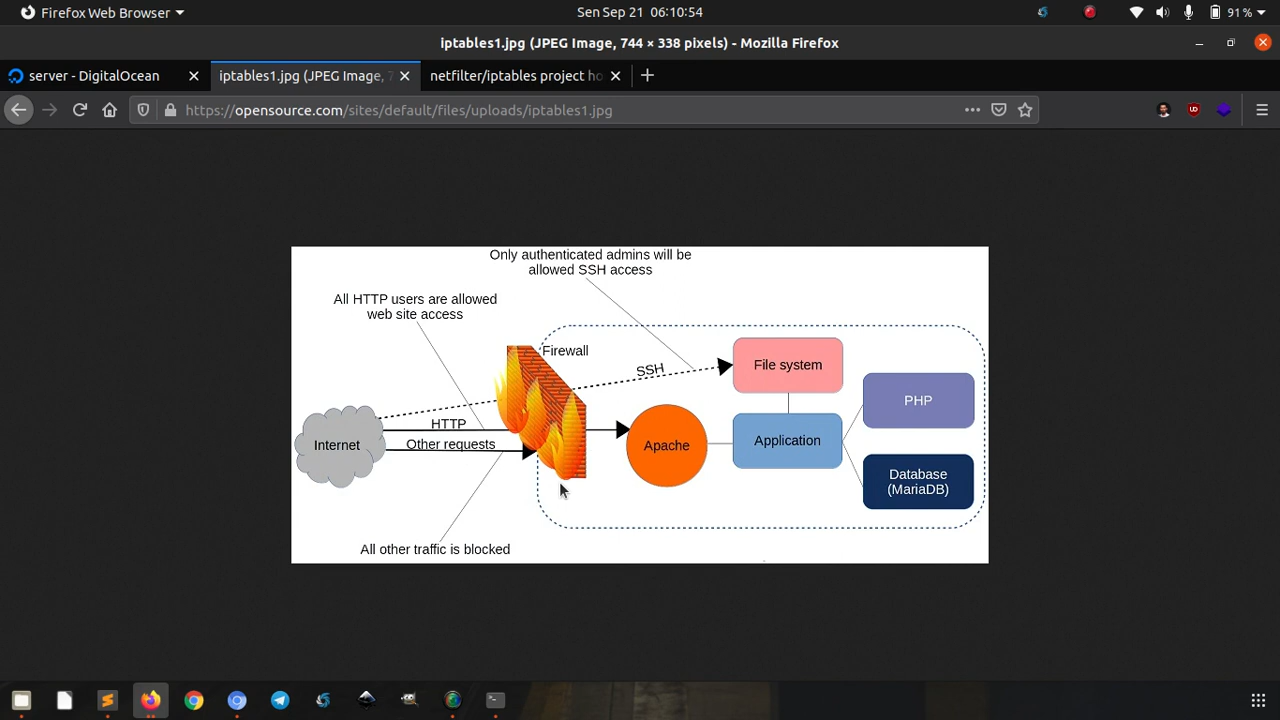 Firefox Web Browser
Sen Sep 21 06:10:54
91 %
iptables1.jpg (JPEG Image, 744 × 338 pixels) - Mozilla Firefox
server - DigitalOcean
iptables1.jpg (JPEG Image, 7
netfilter/iptables project ho
https://opensource.com/sites/default/files/uploads/iptables1.jpg
Only authenticated admins will be
allowed SSH access
All HTTP users are allowed
web site access
Firewall
SSH
File system
PHP
HTTP
Internet
Other requests
Apache
Application
Database
(MariaDB)
All other traffic is blocked